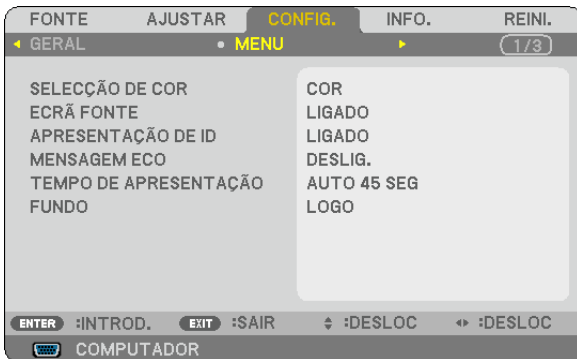 FONTE AJUSTAR CONFIG. INFO. REINI.
GERAL MENU 1/3
SELECÇÃO DE COR COR
ECRÃ FONTE LIGADO
APRESENTAÇÃO DE ID LIGADO
MENSAGEM ECO DESLIG.
TEMPO DE APRESENTAÇÃO AUTO 45 SEG
FUNDO LOGO
ENTER :INTROD. EXIT :SAIR :DESLOC :DESLOC
COMPUTADOR